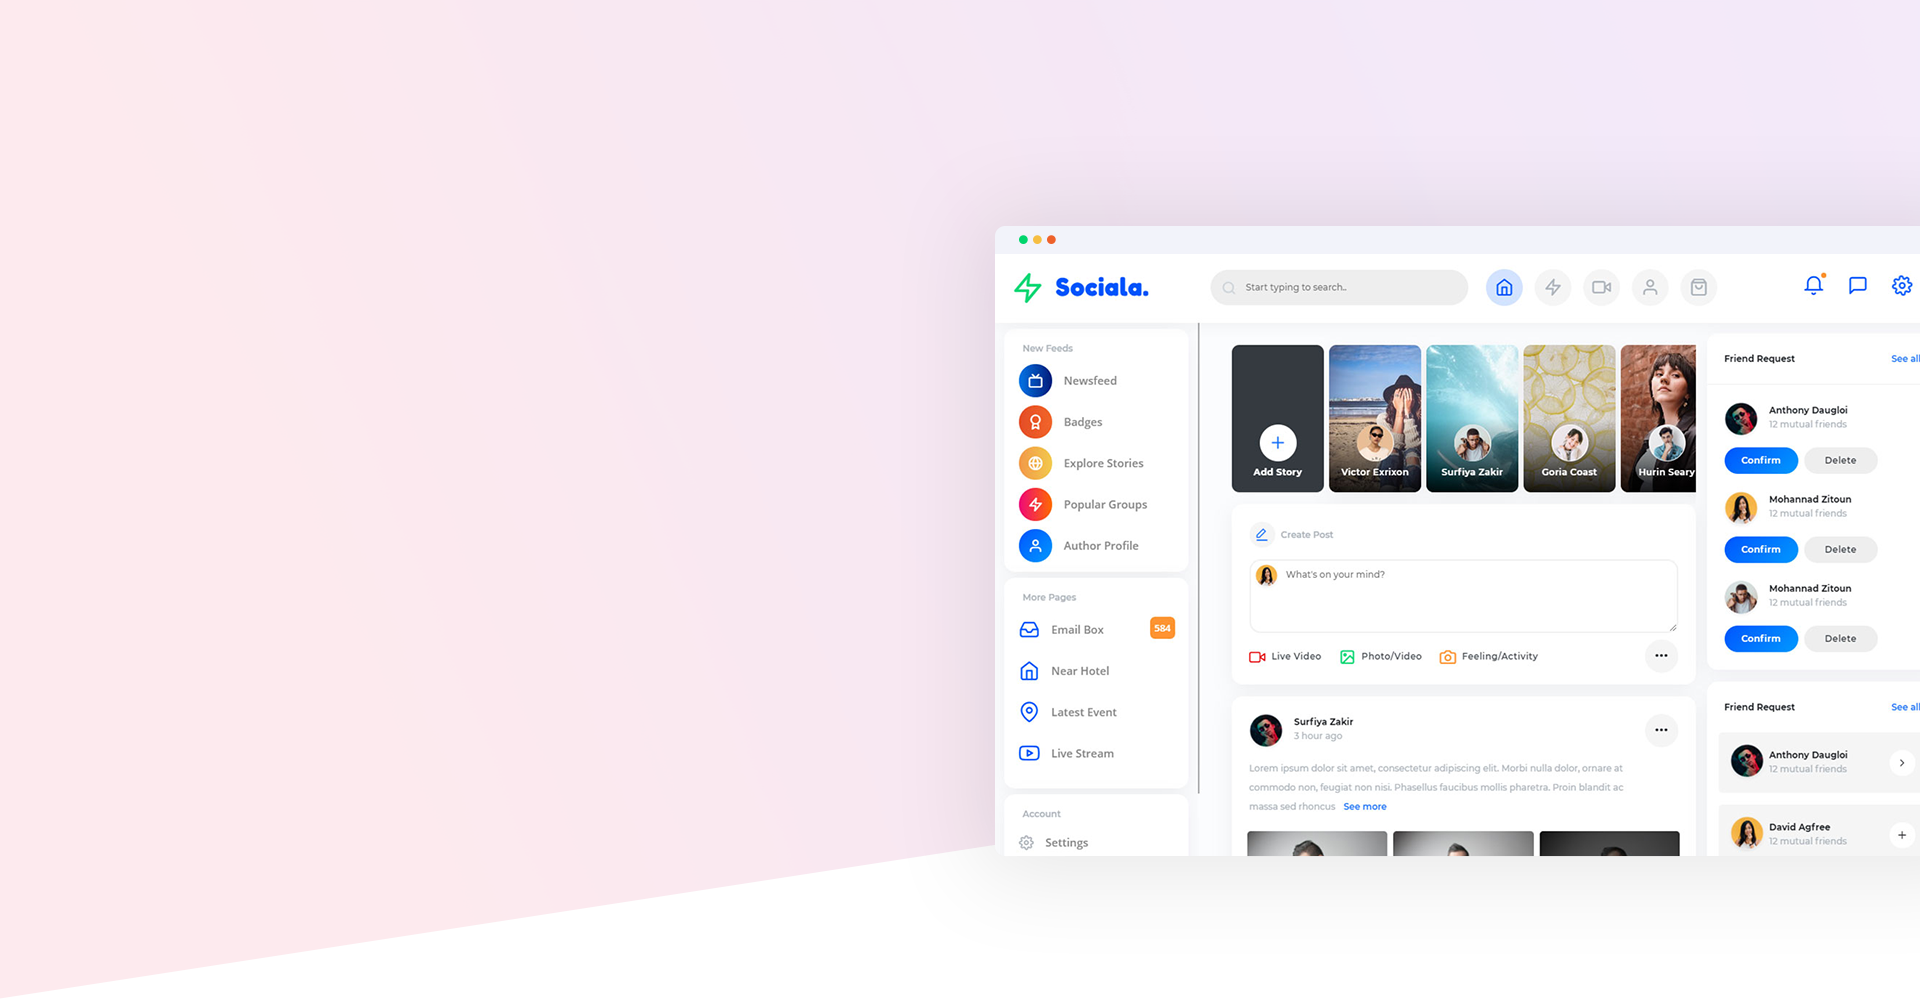 Sociala.
Start typing to search..
New Feeds
Newsfeed
Badges
Explore Stories
Popular Groups
Author Profile
More Pages
Email Box
584
Near Hotel
Latest Event
Live Stream
Account
Settings
Add Story
Victor Exrixon
Surfiya Zakir
Goria Coast
Hurin Seary
Create Post
What's on your mind?
Live Video
Photo/Video
Feeling/Activity
Surfiya Zakir
3 hour ago
Lorem ipsum dolor sit amet, consectetur adipiscing elit. Morbi nulla dolor, ornare at
commodo non, feugiat non nisi. Phasellus faucibus mollis pharetra. Proin blandit ac
massa sed rhoncus See more
Friend Request
See all
Anthony Daugloi
12 mutual friends
Confirm
Delete
Mohannad Zitoun
12 mutual friends
Confirm
Delete
Mohannad Zitoun
12 mutual friends
Confirm
Delete
Friend Request
See all
Anthony Daugloi
12 mutual friends
David Agfree
12 mutual friends